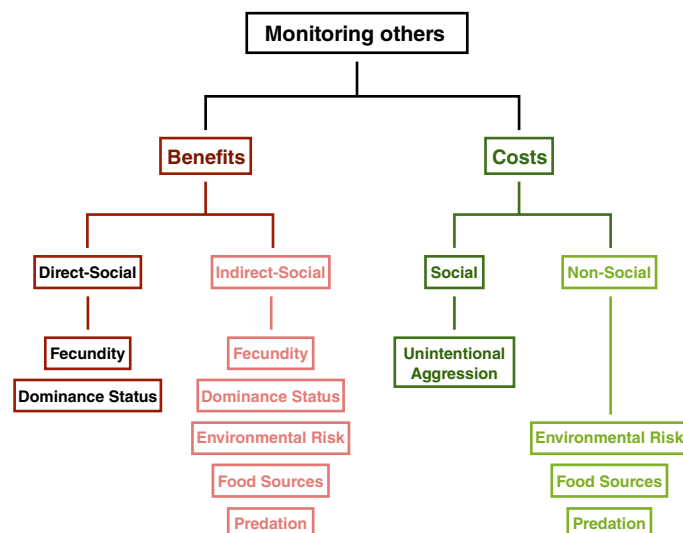 Monitoring others
Benefits
Costs
Direct-Social
Indirect-Social
Social
Non-Social
Fecundity
Dominance Status
Fecundity
Dominance Status
Environmental Risk
Food Sources
Predation
Unintentional
Aggression
Environmental Risk
Food Sources
Predation